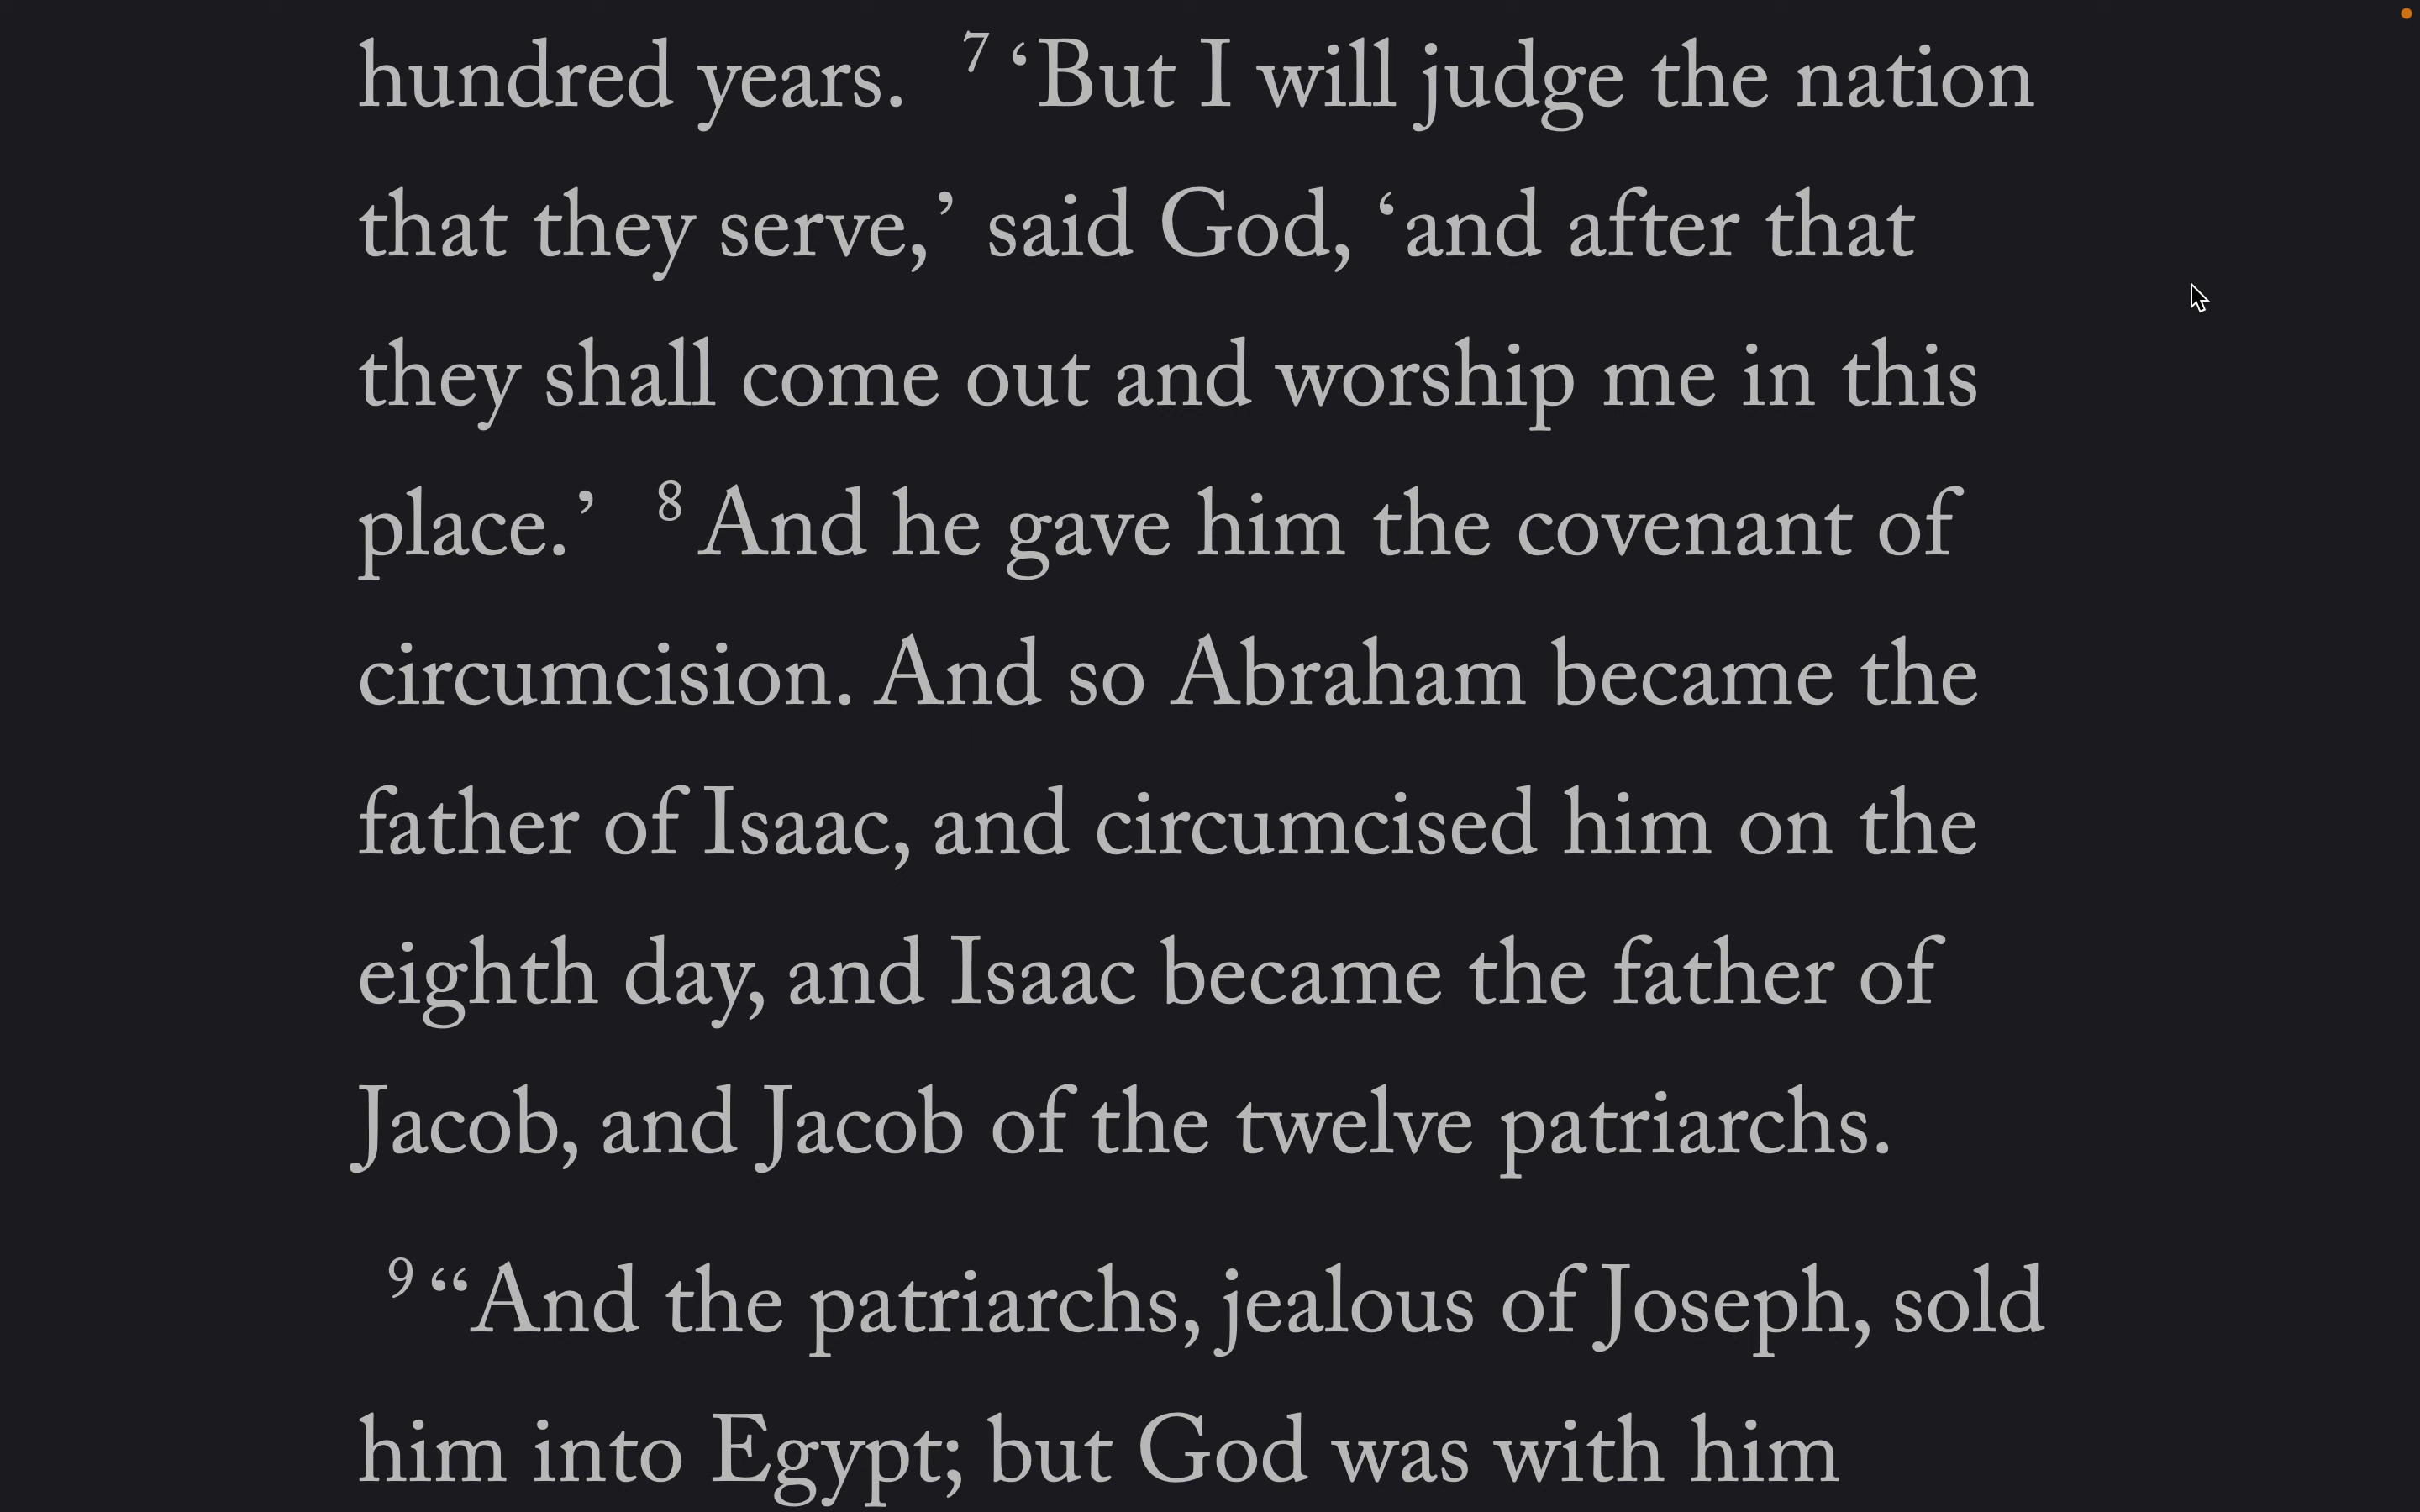 hundred years. 7 ‘But I will judge the nation
that they serve,’ said God, ‘and after that
they shall come out and worship me in this
place.’ 8 And he gave him the covenant of
circumcision. And so Abraham became the
father of Isaac, and circumcised him on the
eighth day, and Isaac became the father of
Jacob, and Jacob of the twelve patriarchs.
9 “And the patriarchs, jealous of Joseph, sold
him into Egypt; but God was with him